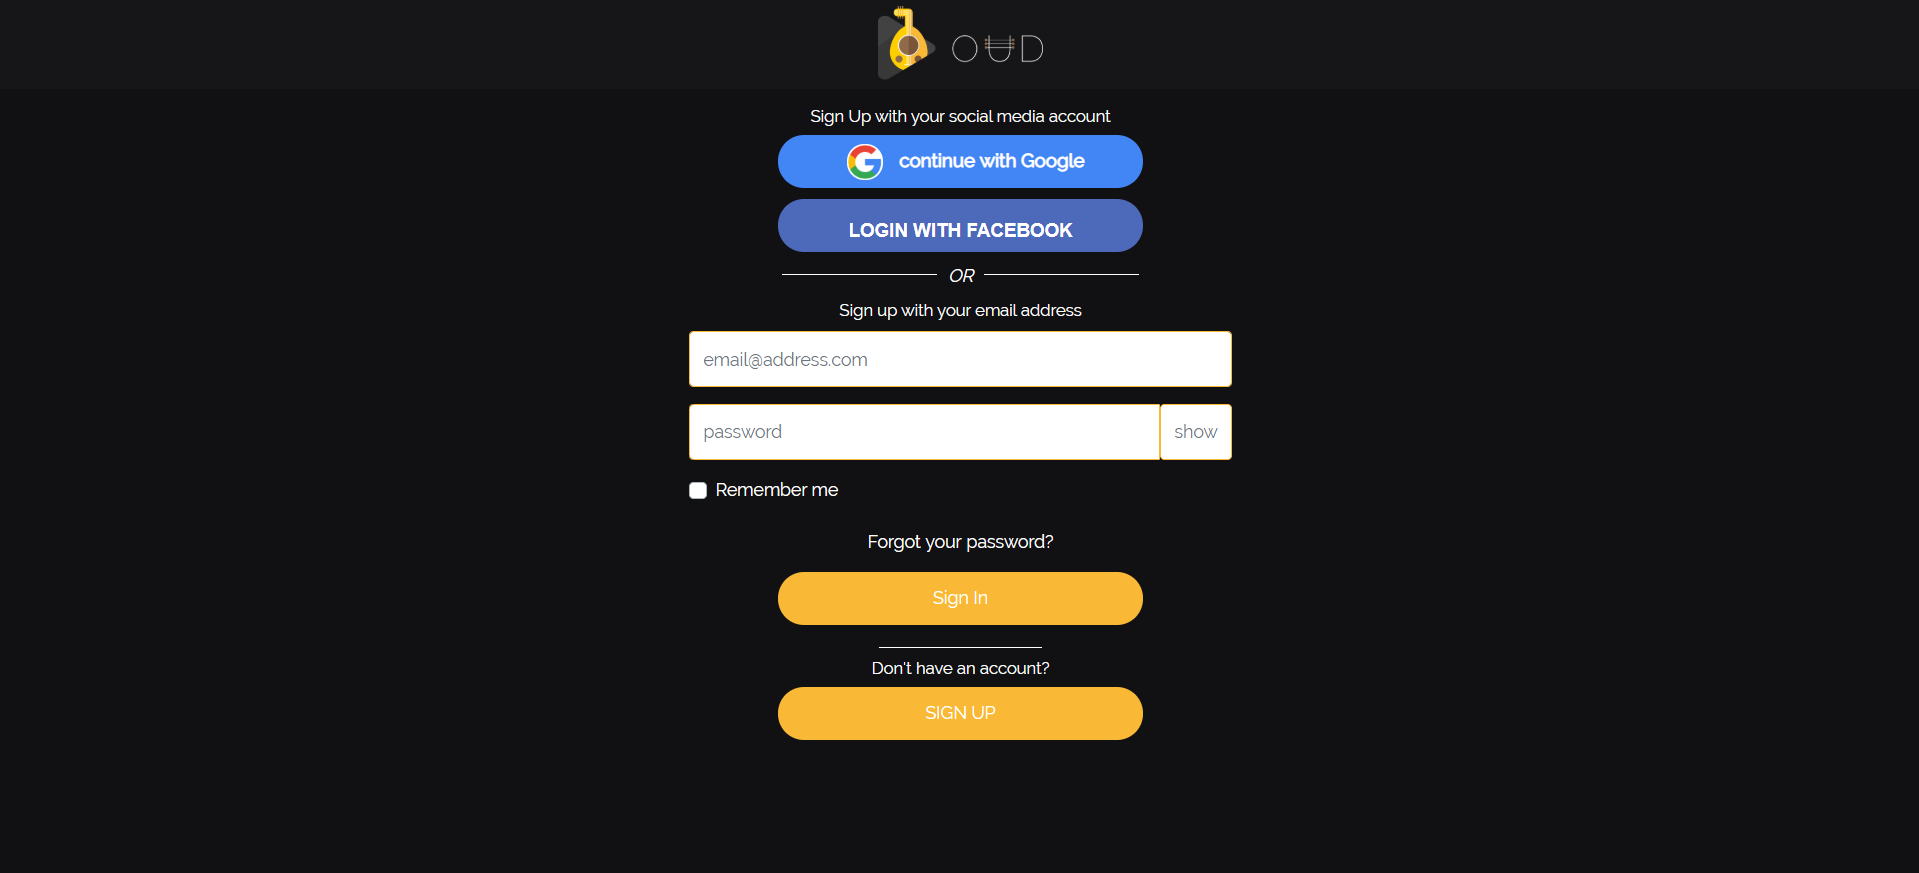 OUD
Sign Up with your social media account
continue with Google
LOGIN WITH FACEBOOK
OR
Sign up with your email address
email@address.com
password
show
Remember me
Forgot your password?
Sign In
Don't have an account?
SIGN UP